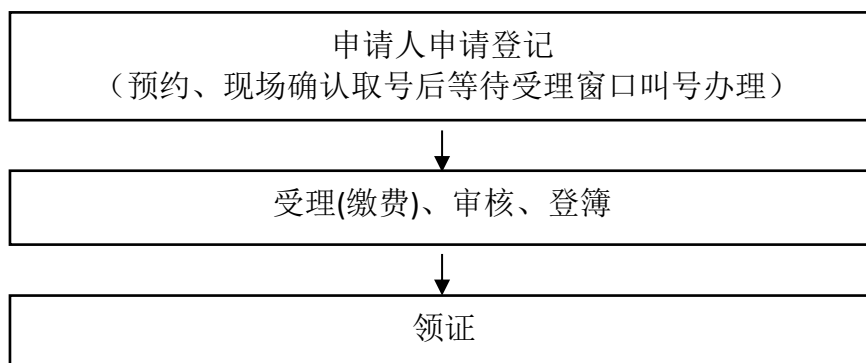 申请人申请登记
（预约、现场确认取号后等待受理窗口叫号办理）
受理(缴费)、审核、登簿
领证